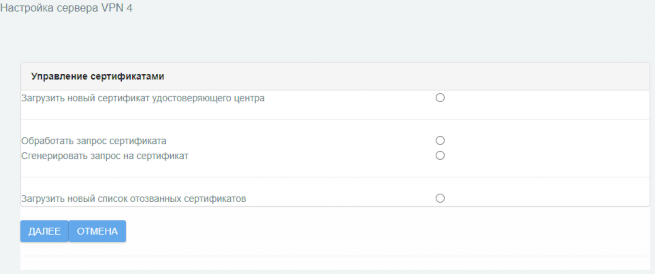 Настройка сервера VPN 4
Управление сертификатами
Загрузить новый сертификат удостоверяющего центра
Обработать запрос сертификата
Сгенерировать запрос на сертификат
Загрузить новый список отозванных сертификатов
ДАЛЕЕ ОТМЕНА